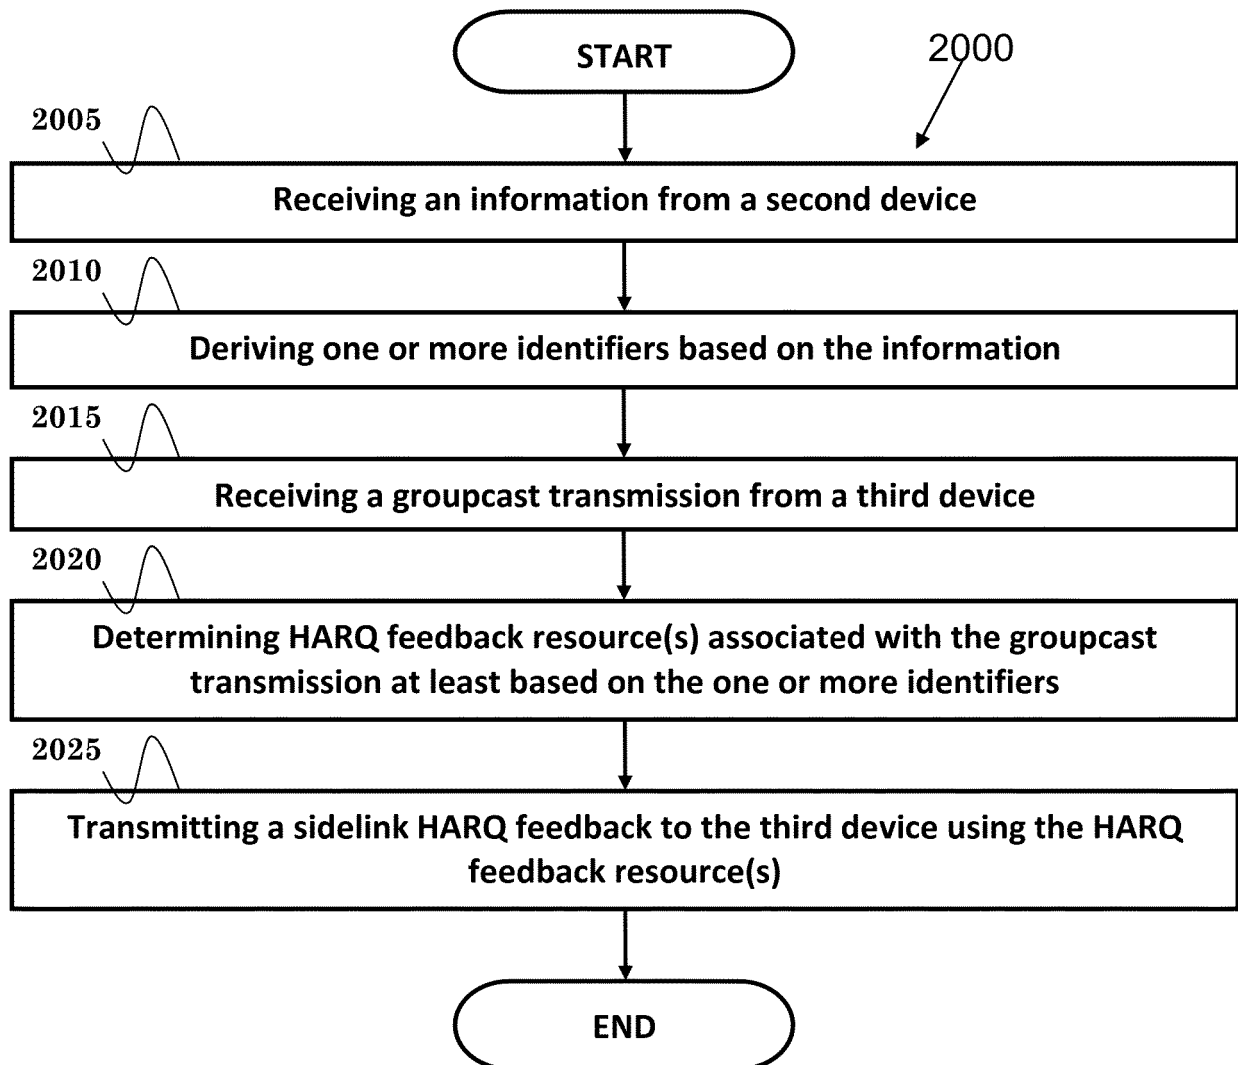 START
2000
2005
Receiving an information from a second device
2010
Deriving one or more identifiers based on the information
2015
Receiving a groupcast transmission from a third device
2020
Determining HARQ feedback resource(s) associated with the groupcast
transmission at least based on the one or more identifiers
2025
Transmitting a sidelink HARQ feedback to the third device using the HARQ
feedback resource(s)
END